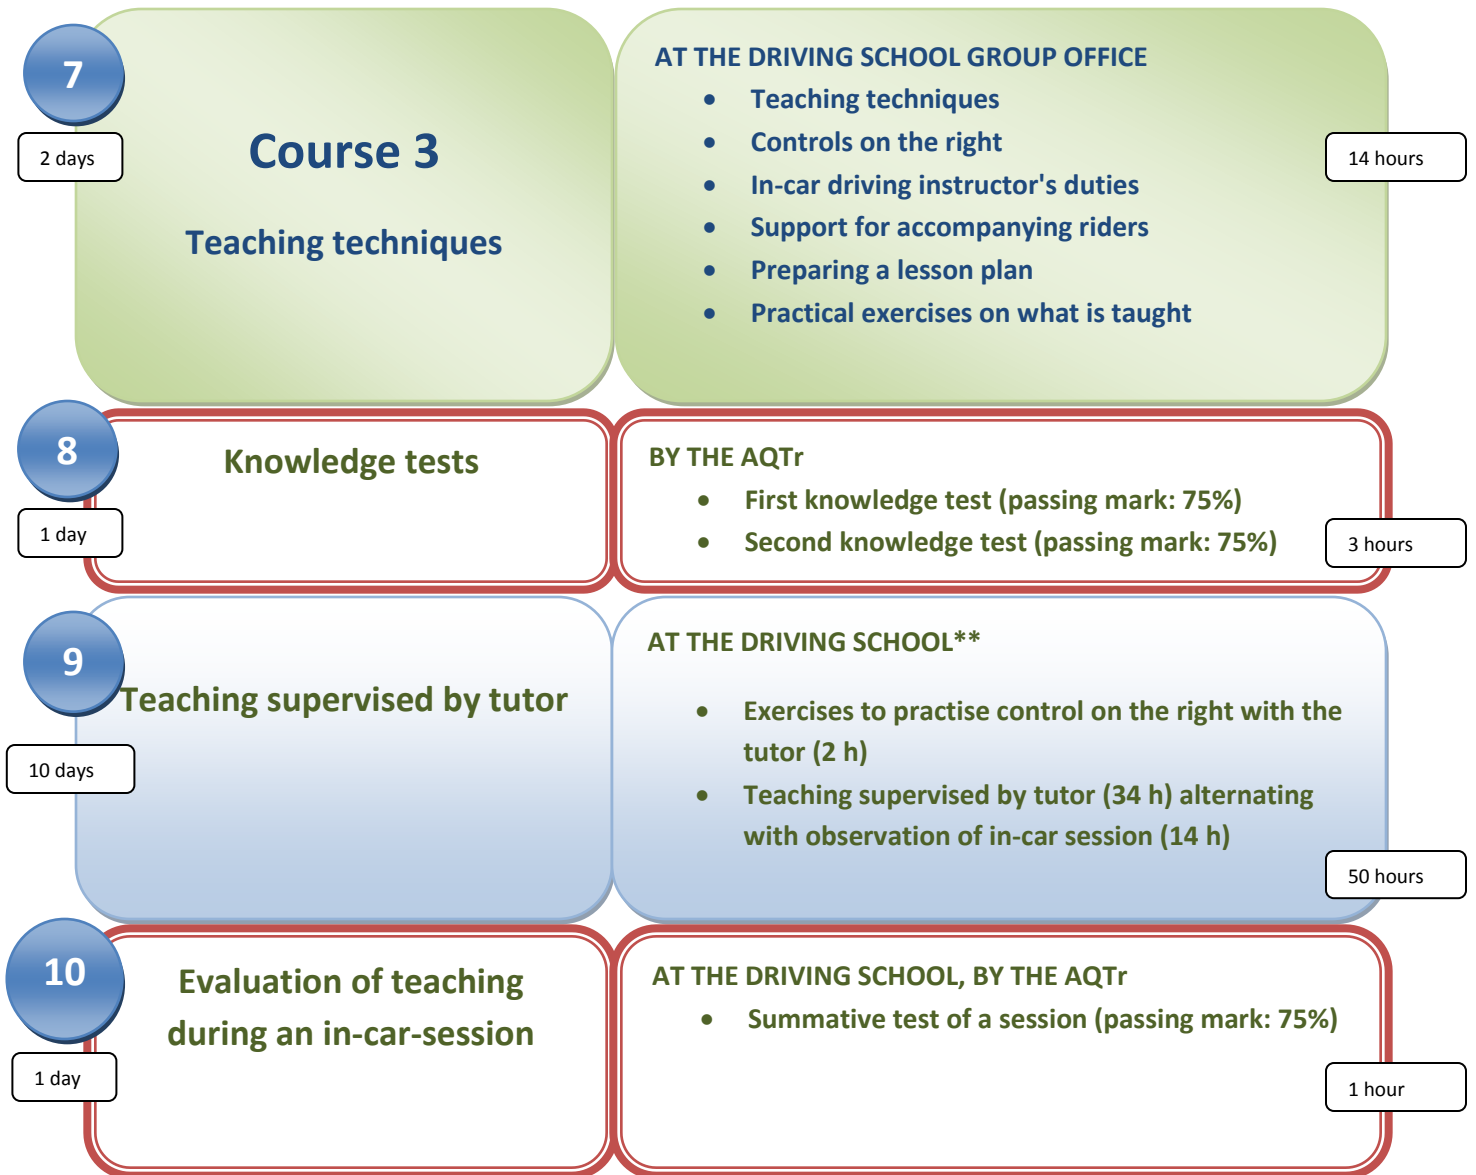 7
2 days
Course 3
Teaching techniques
AT THE DRIVING SCHOOL GROUP OFFICE
• Teaching techniques
• Controls on the right
• In-car driving instructor's duties
• Support for accompanying riders
• Preparing a lesson plan
• Practical exercises on what is taught
14 hours
8
1 day
Knowledge tests
BY THE AQTr
• First knowledge test (passing mark: 75%)
• Second knowledge test (passing mark: 75%)
3 hours
9
10 days
Teaching supervised by tutor
AT THE DRIVING SCHOOL**
• Exercises to practise control on the right with the
tutor (2 h)
• Teaching supervised by tutor (34 h) alternating
with observation of in-car session (14 h)
50 hours
10
1 day
Evaluation of teaching
during an in-car-session
AT THE DRIVING SCHOOL, BY THE AQTr
• Summative test of a session (passing mark: 75%)
1 hour